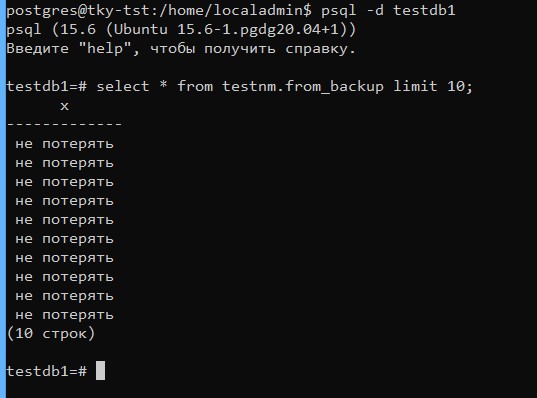 postgres@tky-tst:/home/localadmin$ psql -d testdb1
psql (15.6 (Ubuntu 15.6-1.pgdg20.04+1))
Введите "help", чтобы получить справку.
testdb1=# select * from testnm.from_backup limit 10;
x
-------------
не потерять
не потерять
не потерять
не потерять
не потерять
не потерять
не потерять
не потерять
не потерять
не потерять
(10 строк)
testdb1=#